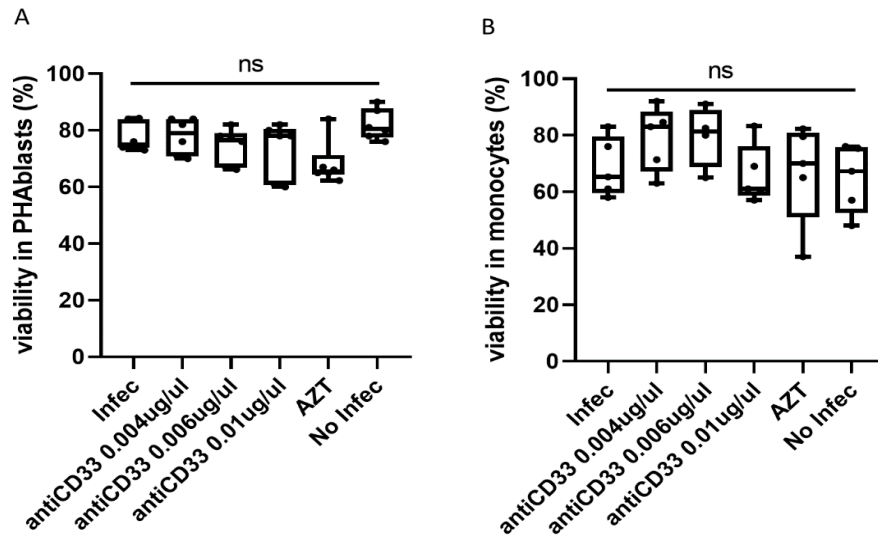 A
ns
viability in PHAblasts (%)
100
80
60
40
20
0
Infec
antiCD33 0.004ug/ul
antiCD33 0.006ug/ul
antiCD33 0.01ug/ul
AZT
No Infec
B
ns
viability in monocytes (%)
100
80
60
40
20
0
Infec
antiCD33 0.004ug/ul
antiCD33 0.006ug/ul
antiCD33 0.01ug/ul
AZT
No Infec